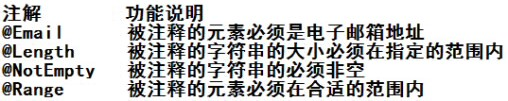 注解 功能说明
@Email 被注释的元素必须是电子邮箱地址
@Length 被注释的字符串的大小必须在指定的范围内
@NotEmpty 被注释的字符串的必须非空
@Range 被注释的元素必须在合适的范围内